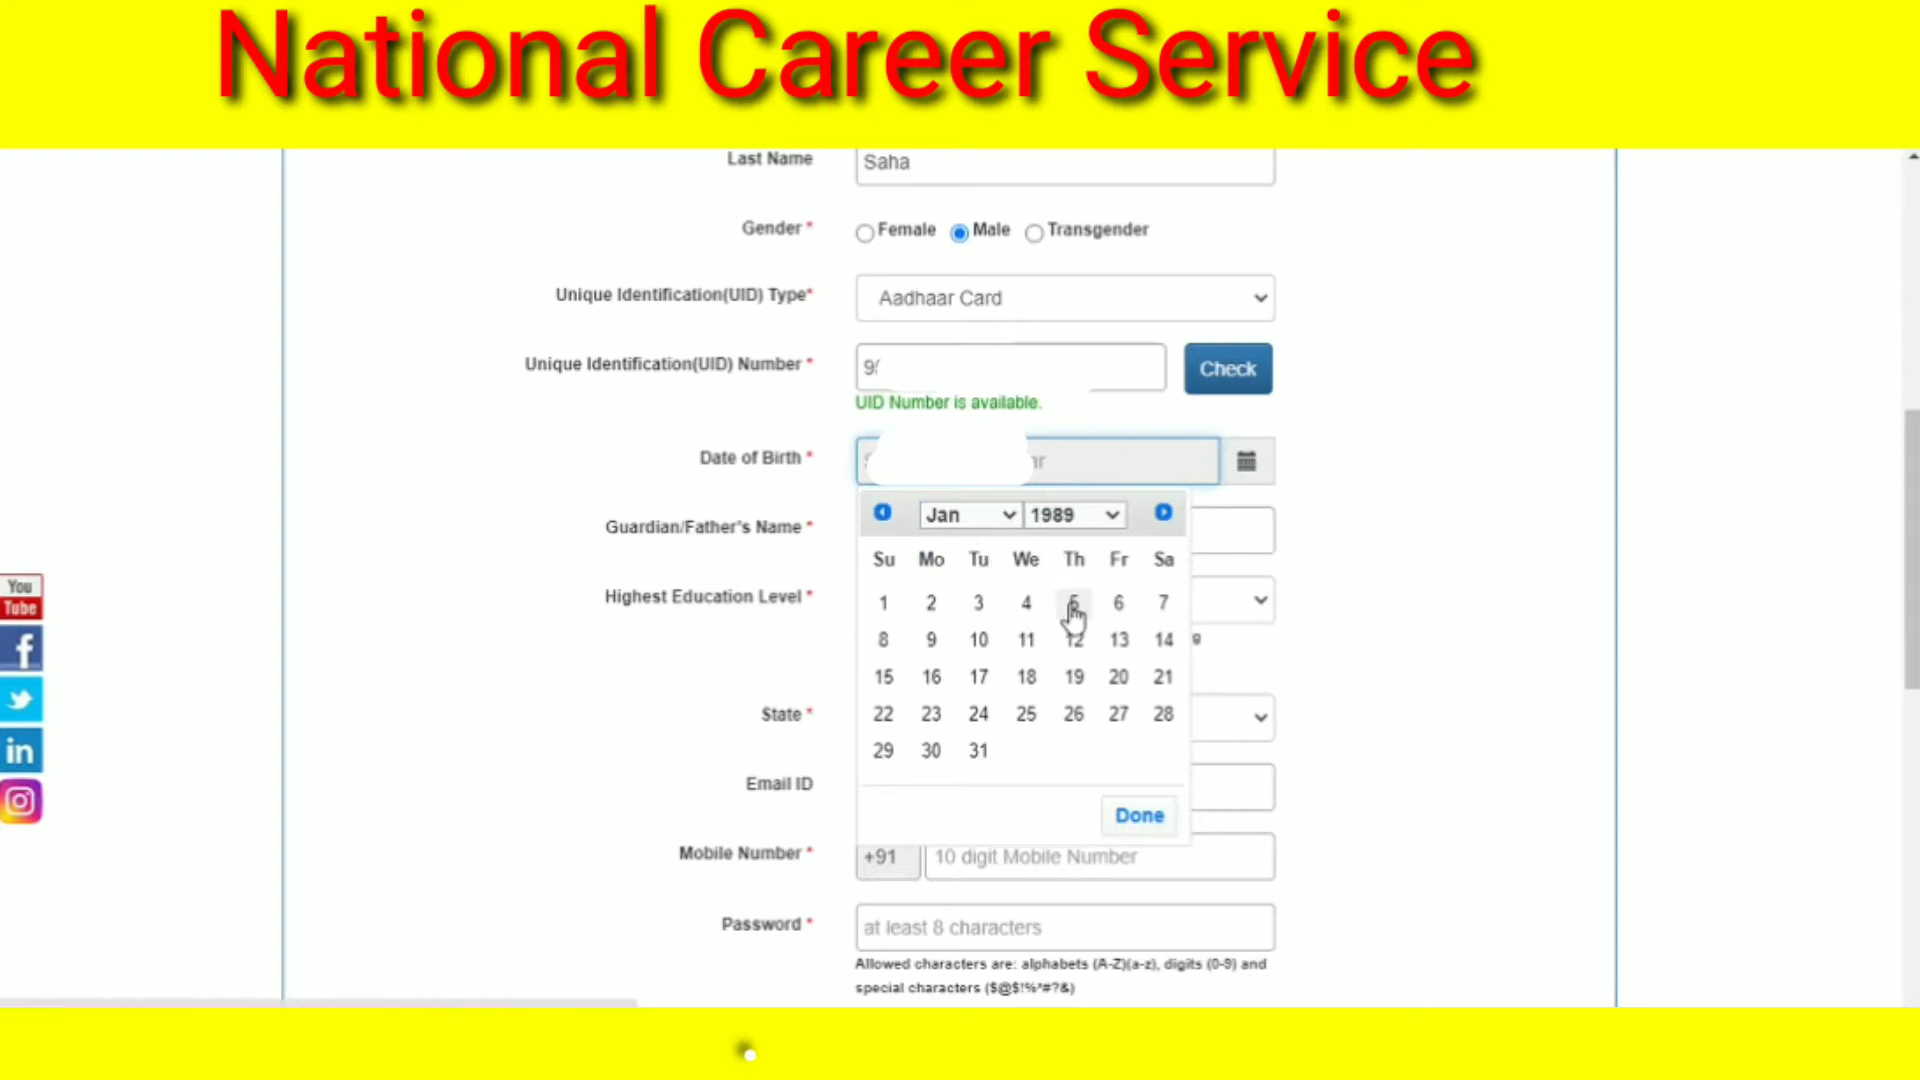 National Career Service
Last Name
Saha
Gender *
Female
Male
Transgender
Unique Identification(UID) Type*
Aadhaar Card
Unique Identification(UID) Number *
Check
UID Number is available.
Date of Birth *
Jan
1989
Su Mo Tu We Th Fr Sa
1 2 3 4 5 6 7
8 9 10 11 12 13 14
15 16 17 18 19 20 21
22 23 24 25 26 27 28
29 30 31
Done
Guardian/Father's Name *
Highest Education Level *
State *
Email ID
Mobile Number *
+91
10 digit Mobile Number
Password *
at least 8 characters
Allowed characters are: alphabets (A-Z)(a-z), digits (0-9) and
special characters ($@$!%*#?&)
You
Tube
f
in